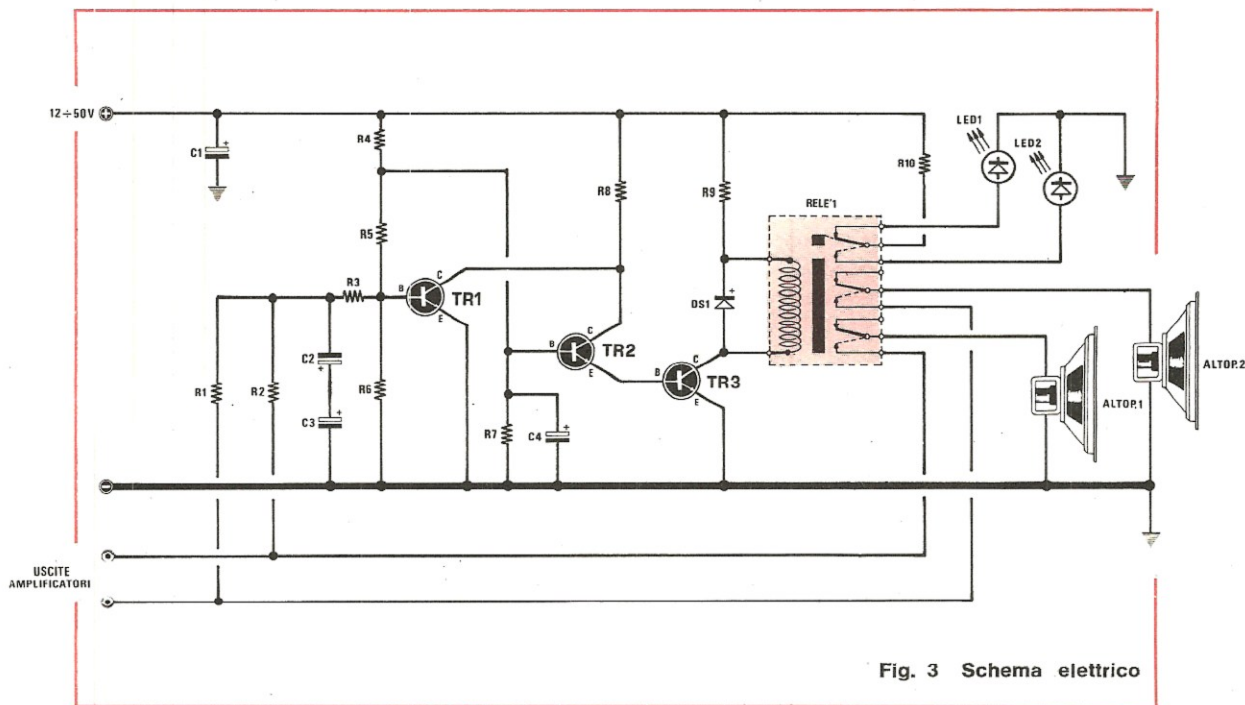 12÷50V
C1
R4
R5
R3
R1
R2
C2
+
C3
+
R6
B
C
E
TR1
R7
C4
+
R8
B
C
E
TR2
B
C
E
TR3
R9
DS1
+
RELE'1
R10
LED1
LED2
ALTOP.1
ALTOP.2
+
-
USCITE
AMPLIFICATORI
Fig. 3 Schema elettrico